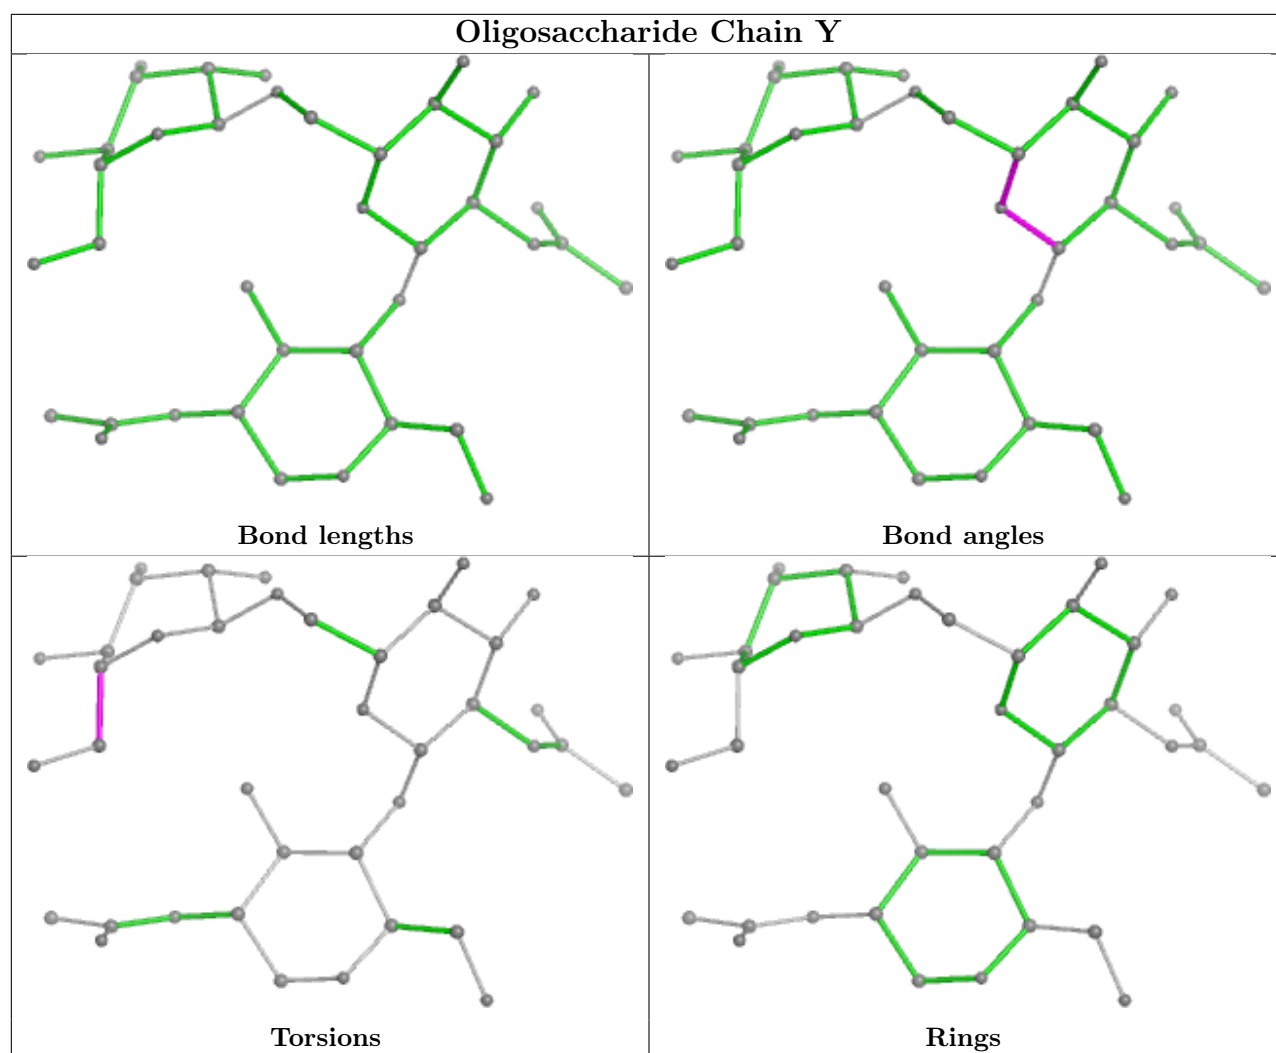 Oligosaccharide Chain Y
Bond lengths
Bond angles
Torsions
Rings